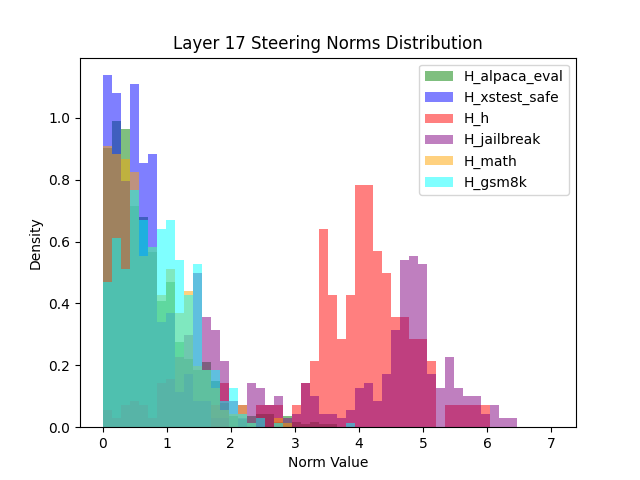 Layer 17 Steering Norms Distribution
H_alpaca_eval
H_xstest_safe
H_h
H_jailbreak
H_math
H_gsm8k
Density
1.0
0.8
0.6
0.4
0.2
0.0
0 1 2 3 4 5 6 7
Norm Value